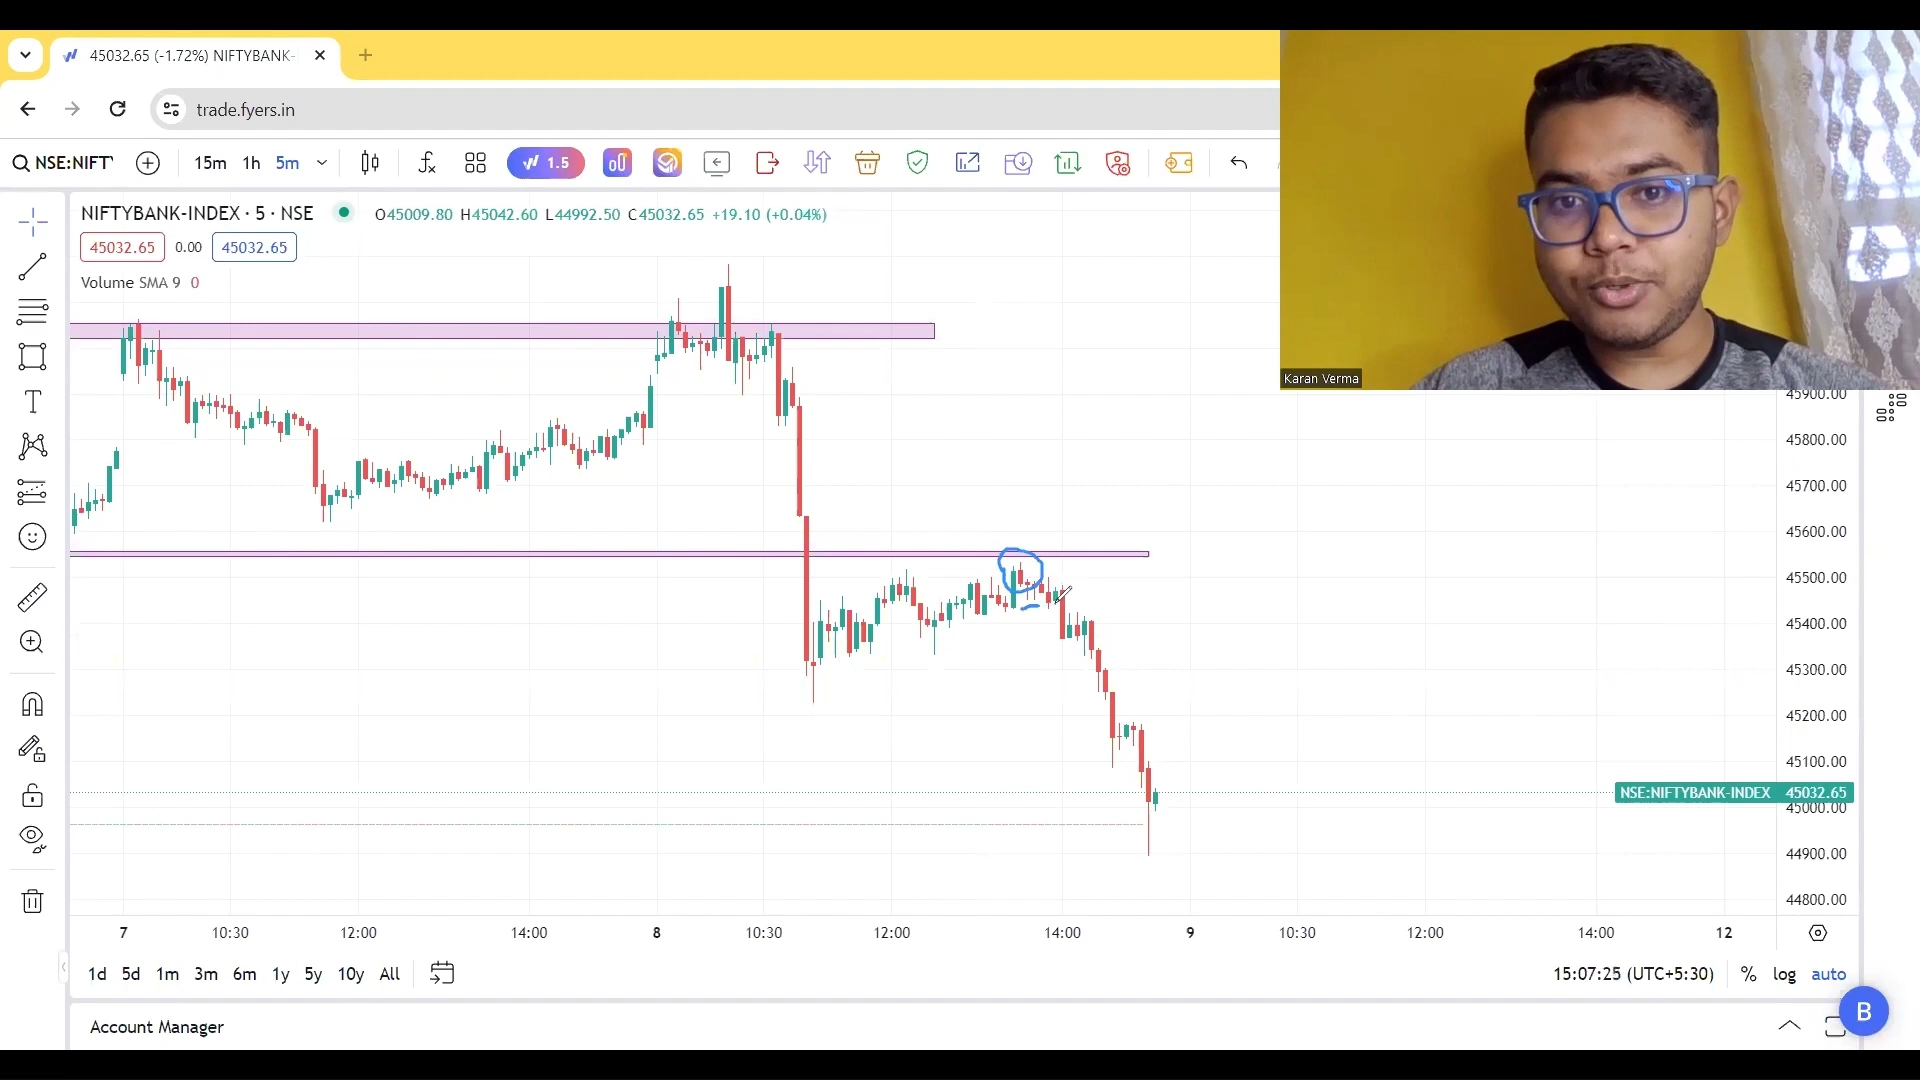 45032.65 (-1.72%) NIFTYBANK-
trade.fyers.in
NSE:NIFTY
15m 1h 5m
1.5
NIFTYBANK-INDEX · 5 · NSE O45009.80 H45042.60 L44992.50 C45032.65 +19.10 (+0.04%)
45032.65 0.00 45032.65
Volume SMA 9 0
Karan Verma
45900.00
45800.00
45700.00
45600.00
45500.00
45400.00
45300.00
45200.00
45100.00
NSE:NIFTYBANK-INDEX 45032.65
45000.00
44900.00
44800.00
7 10:30 12:00 14:00 8 10:30 12:00 14:00 9 10:30 12:00 14:00 12
1d 5d 1m 3m 6m 1y 5y 10y All 15:07:25 (UTC+5:30) % log auto
B
Account Manager